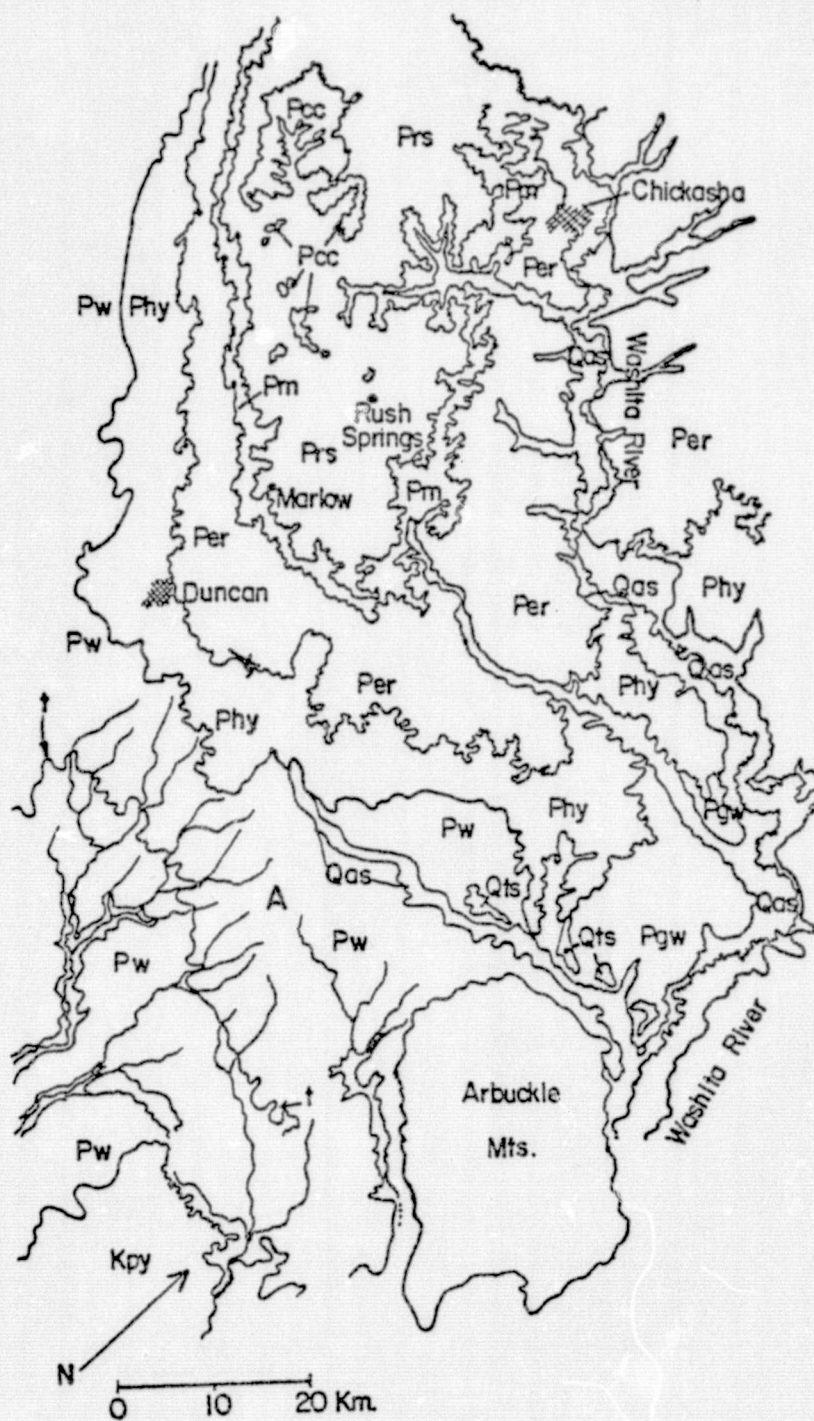 Pcc
Prs
Pm
Chickasha
Pcc
Per
Pw
Phy
Qas
Washita River
Pm
Rush
Springs
Prs
Per
Marlow
Pm
Per
Duncan
Qas
Phy
Per
Pw
Qas
Phy
Per
t
Phy
Pgw
Phy
Pw
Qas
Qts
A
Qas
Pw
Qts
Pgw
Pw
Washita River
Arbuckle
Mts.
t
Pw
Kpy
N
0 10 20 Km.